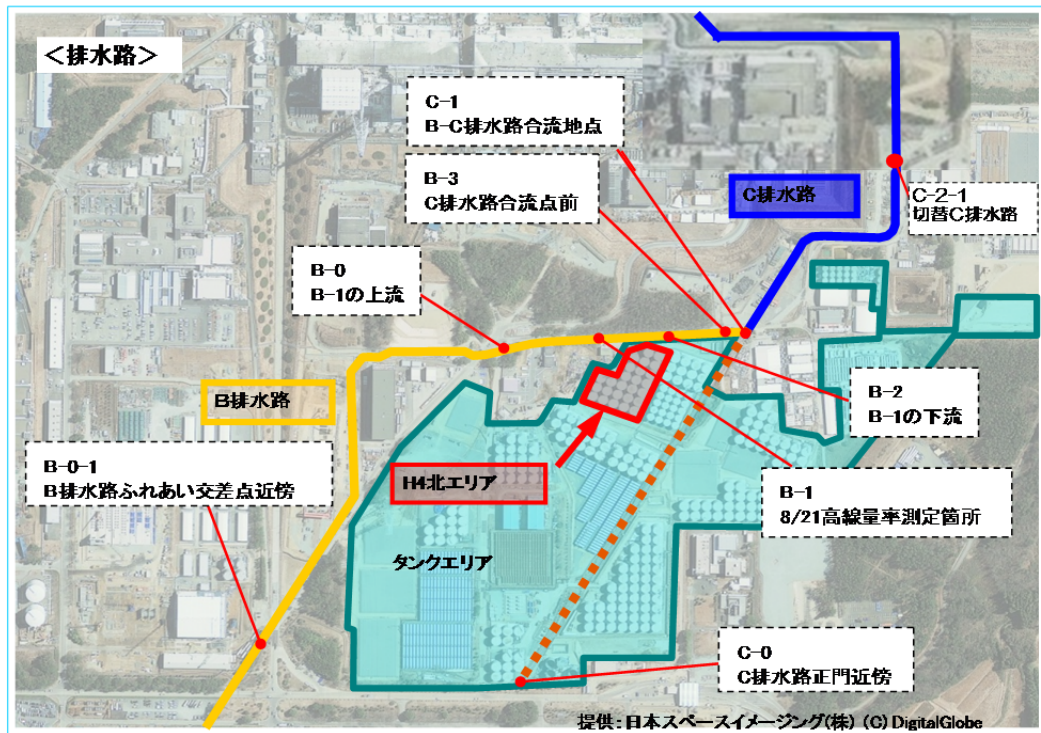 ＜排水路＞
C-1
B-C排水路合流地点
B-3
C排水路合流点前
C排水路
C-2-1
切替C排水路
B-0
B-1の上流
B排水路
B-2
B-1の下流
B-0-1
B排水路ふれあい交差点近傍
H4北エリア
B-1
8/21高線量率測定箇所
タンクエリア
C-0
C排水路正門近傍
提供：日本スペースイメージング(株) (C) DigitalGlobe